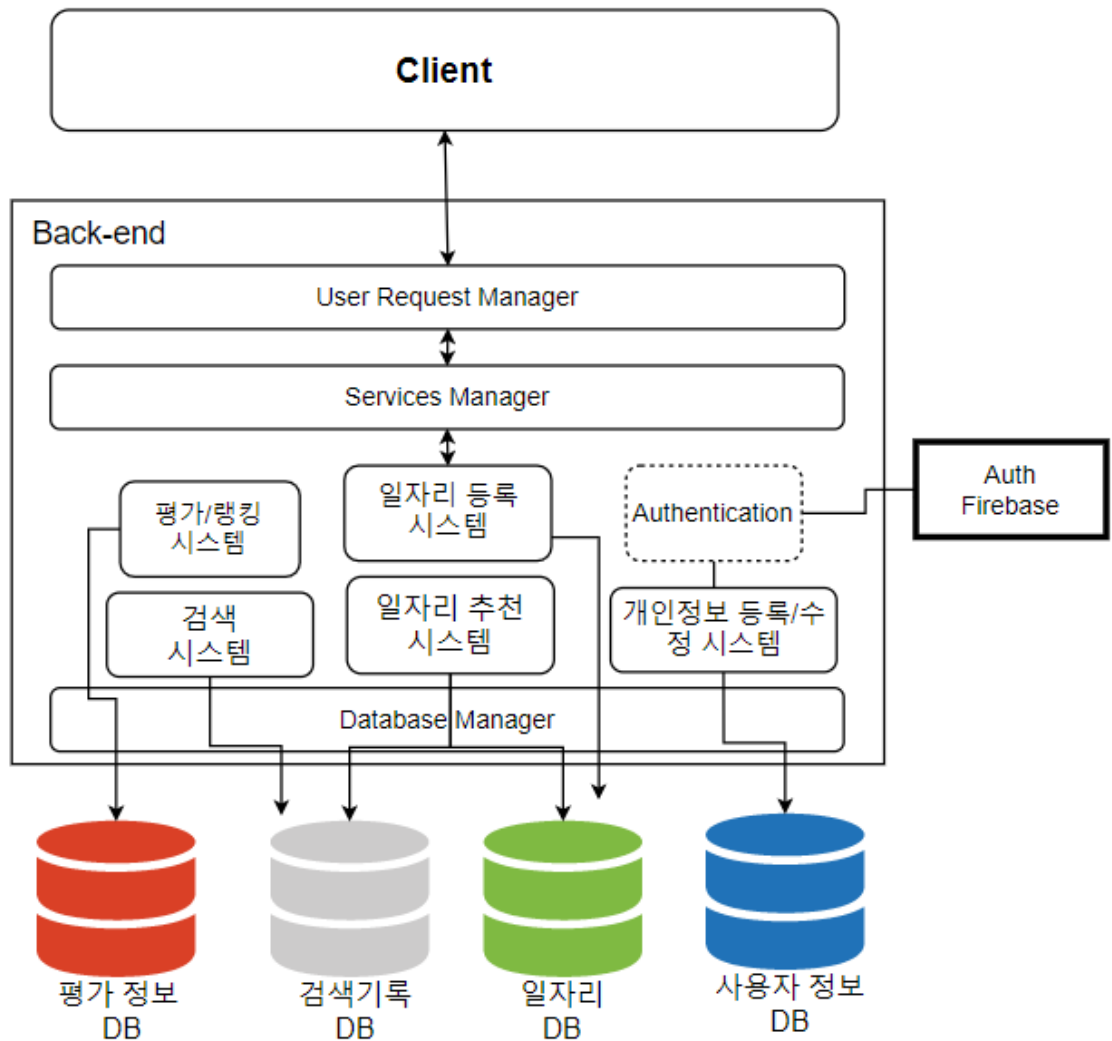 Client
Back-end
User Request Manager
Services Manager
평가/랭킹
시스템
일자리 등록
시스템
Authentication
Auth
Firebase
검색
시스템
일자리 추천
시스템
개인정보 등록/수
정 시스템
Database Manager
평가 정보
DB
검색기록
DB
일자리
DB
사용자 정보
DB